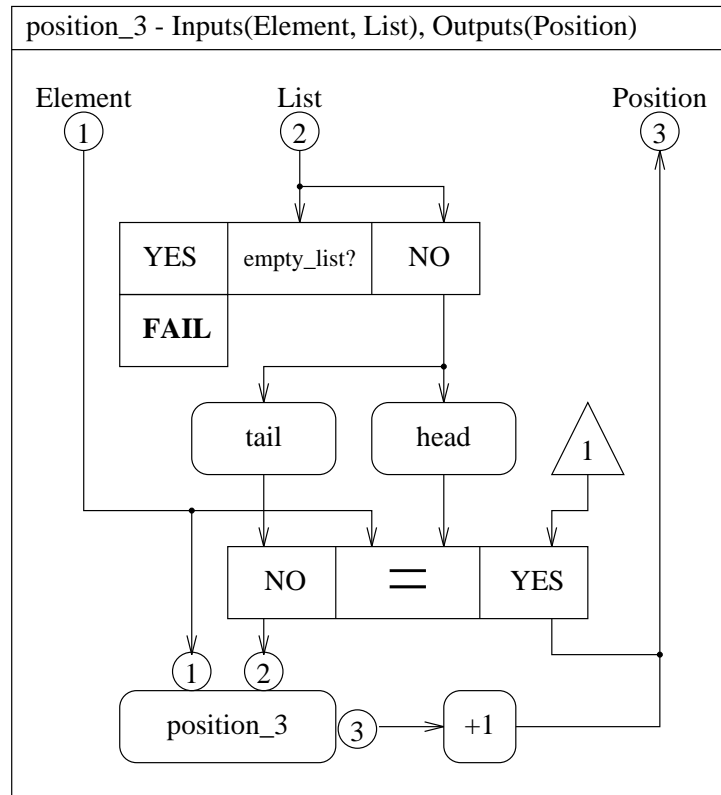 position_3 - Inputs(Element, List), Outputs(Position)
Element List Position
1 2 3
YES empty_list? NO
FAIL
tail head 1
NO = YES
1 2
position_3 3 +1